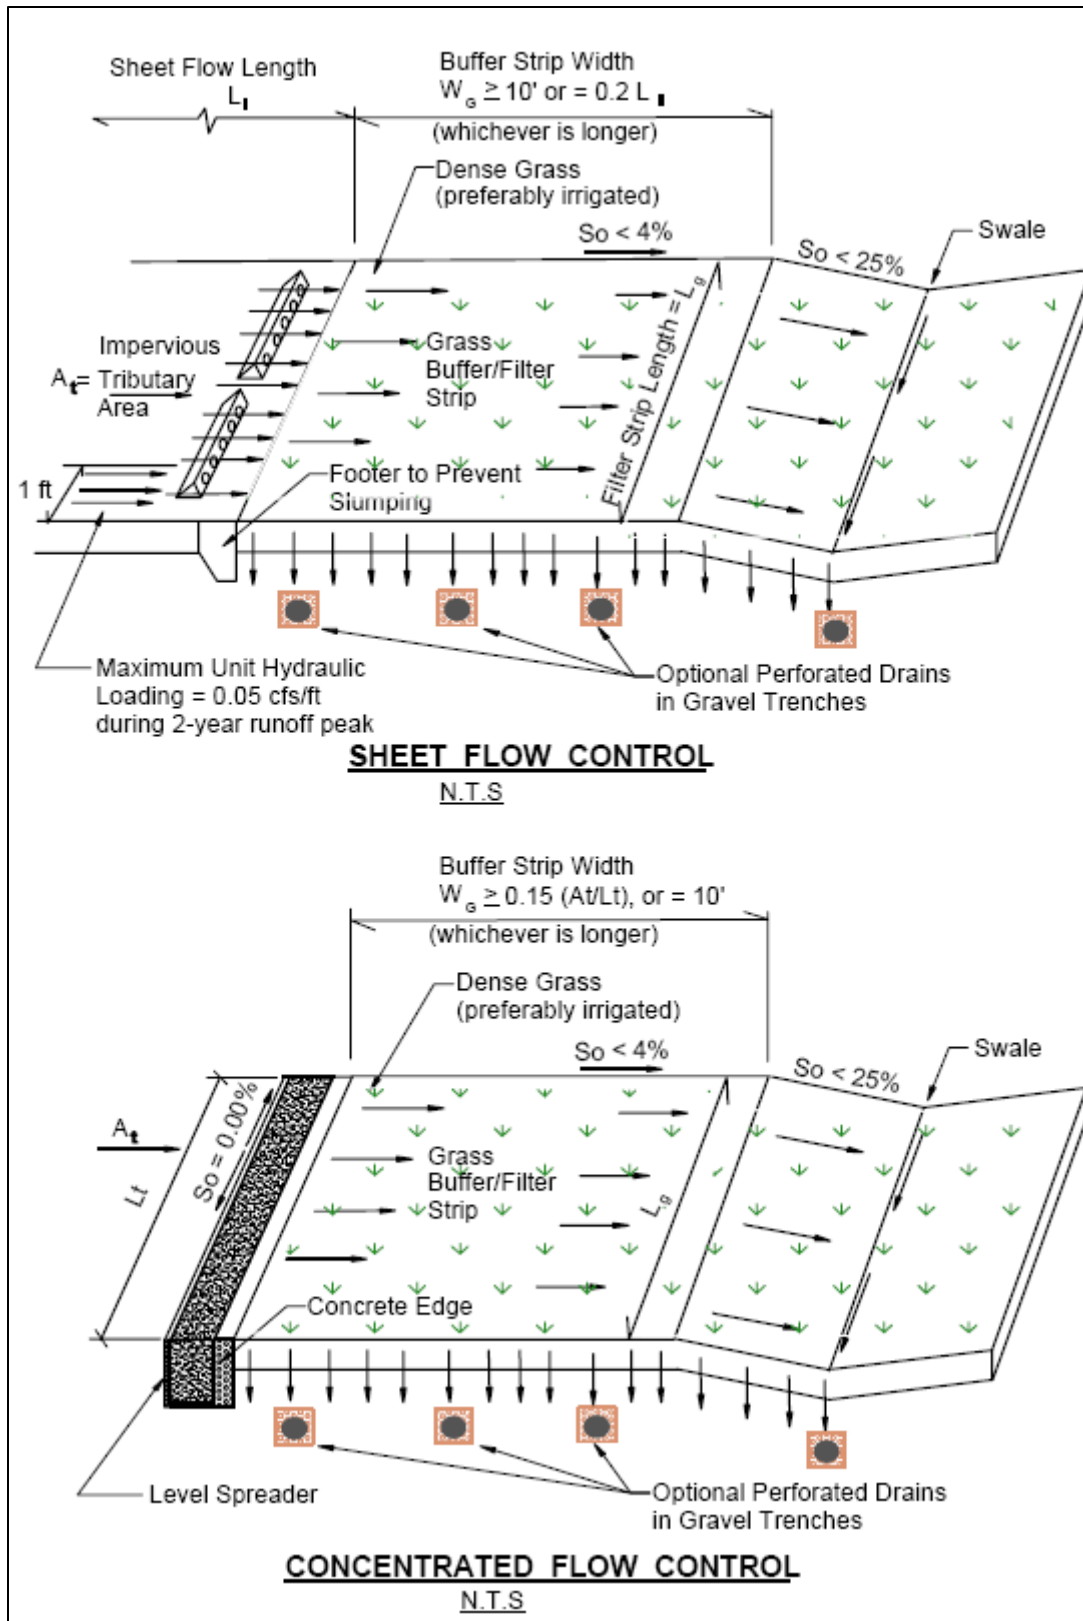 Sheet Flow Length
L I
Buffer Strip Width
W G ≥ 10' or = 0.2 L I
(whichever is longer)
Dense Grass
(preferably irrigated)
So < 4%
So < 25%
Swale
Impervious
At= Tributary
Area
Grass
Buffer/Filter
Strip
Filter Strip Length = Lg
1 ft
Footer to Prevent
Slumping
Maximum Unit Hydraulic
Loading = 0.05 cfs/ft
during 2-year runoff peak
Optional Perforated Drains
in Gravel Trenches
SHEET FLOW CONTROL
N.T.S
Buffer Strip Width
W G ≥ 0.15 (At/Lt), or = 10'
(whichever is longer)
Dense Grass
(preferably irrigated)
So < 4%
So < 25%
Swale
At
So = 0.00%
Lt
Grass
Buffer/Filter
Strip
Lg
Concrete Edge
Level Spreader
Optional Perforated Drains
in Gravel Trenches
CONCENTRATED FLOW CONTROL
N.T.S